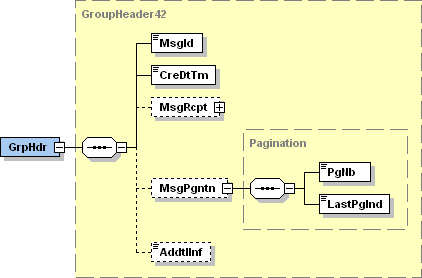 GroupHeader42
MsgId
CreDtTm
MsgRcpt
GrpHdr
Pagination
PgNb
MsgPgntn
LastPgInd
AddtlInf